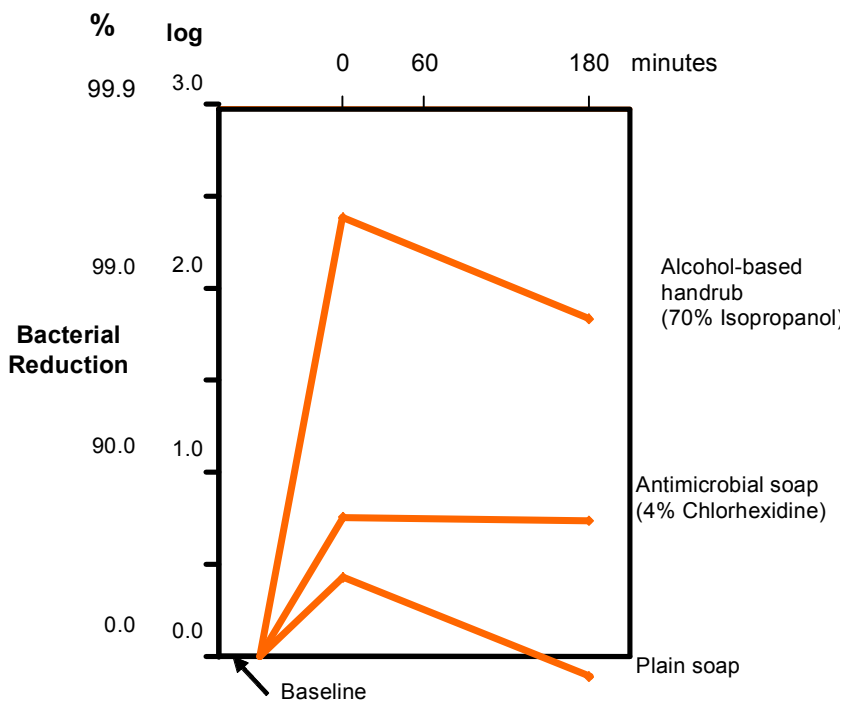 % log
0 60 180 minutes
99.9 3.0
99.0 2.0
Alcohol-based
handrub
(70% Isopropanol)
Bacterial
Reduction
90.0 1.0
Antimicrobial soap
(4% Chlorhexidine)
0.0 0.0
Plain soap
Baseline